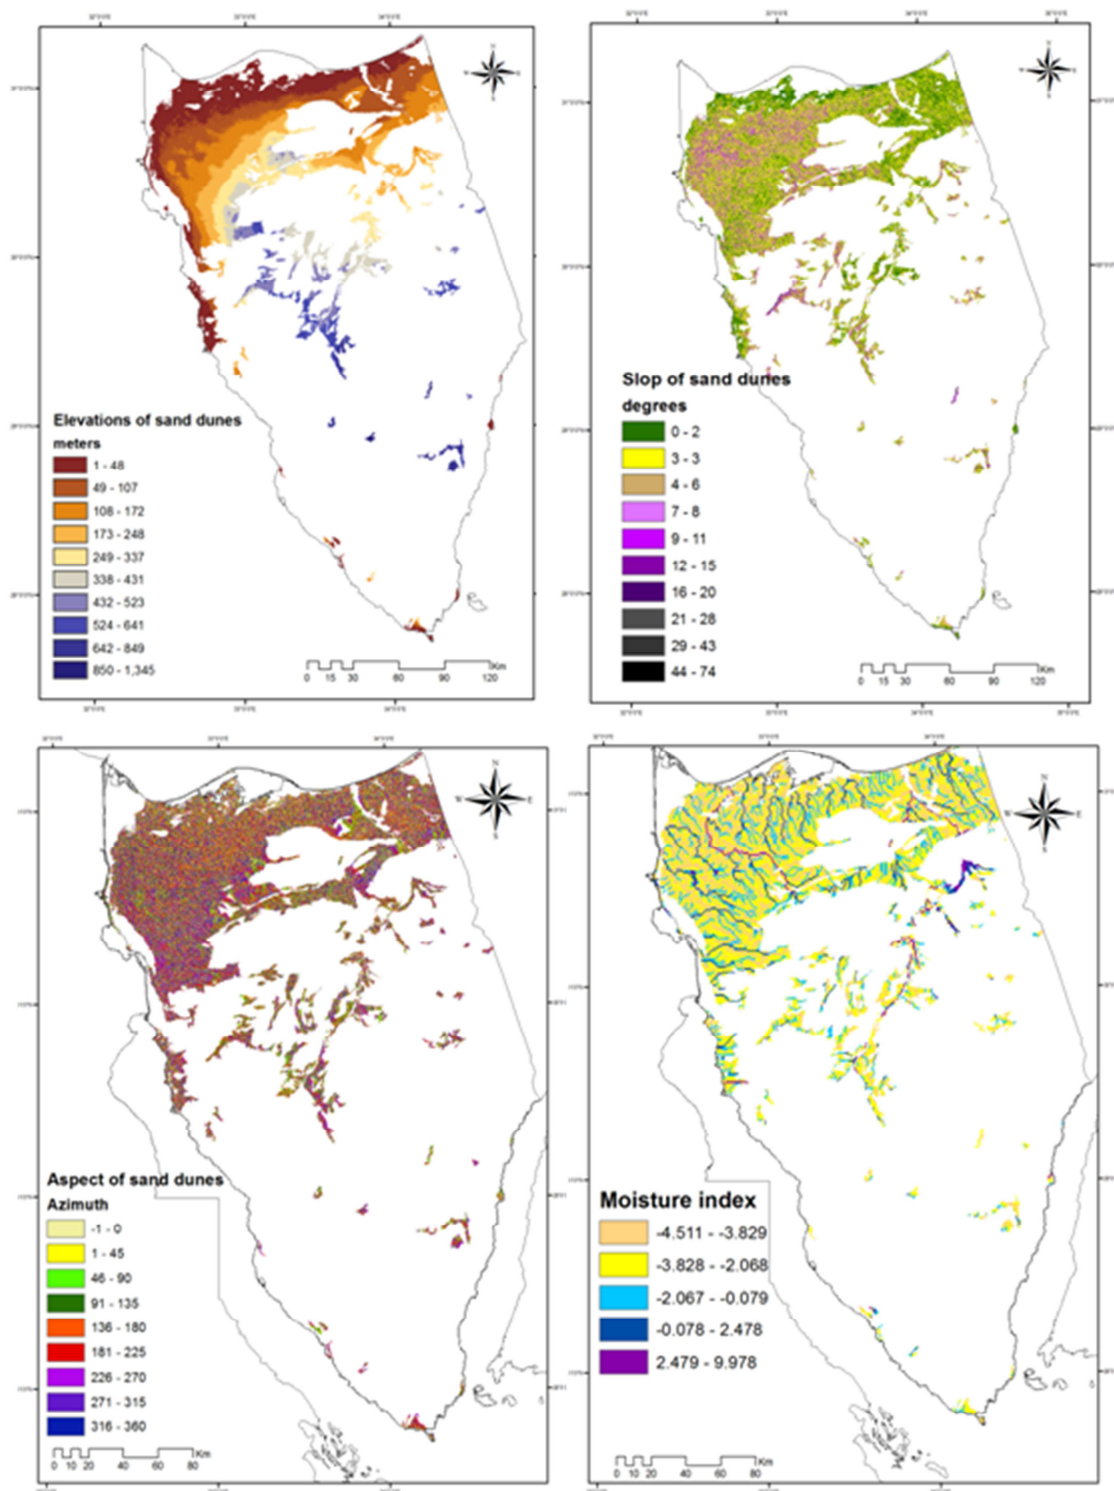 Elevations of sand dunes
meters
1 - 48
49 - 107
108 - 172
173 - 248
249 - 337
338 - 431
432 - 523
524 - 641
642 - 849
850 - 1,345
Km
0 15 30 60 90 120
Slop of sand dunes
degrees
0 - 2
3 - 3
4 - 6
7 - 8
9 - 11
12 - 15
16 - 20
21 - 28
29 - 43
44 - 74
Km
0 15 30 60 90 120
N
W E
S
Aspect of sand dunes
Azimuth
-1 - 0
1 - 45
46 - 90
91 - 135
136 - 180
181 - 225
226 - 270
271 - 315
316 - 360
Km
0 10 20 40 60 80
N
W E
S
Moisture index
-4.511 - -3.829
-3.828 - -2.068
-2.067 - -0.079
-0.078 - 2.478
2.479 - 9.978
Km
0 10 20 40 60 80